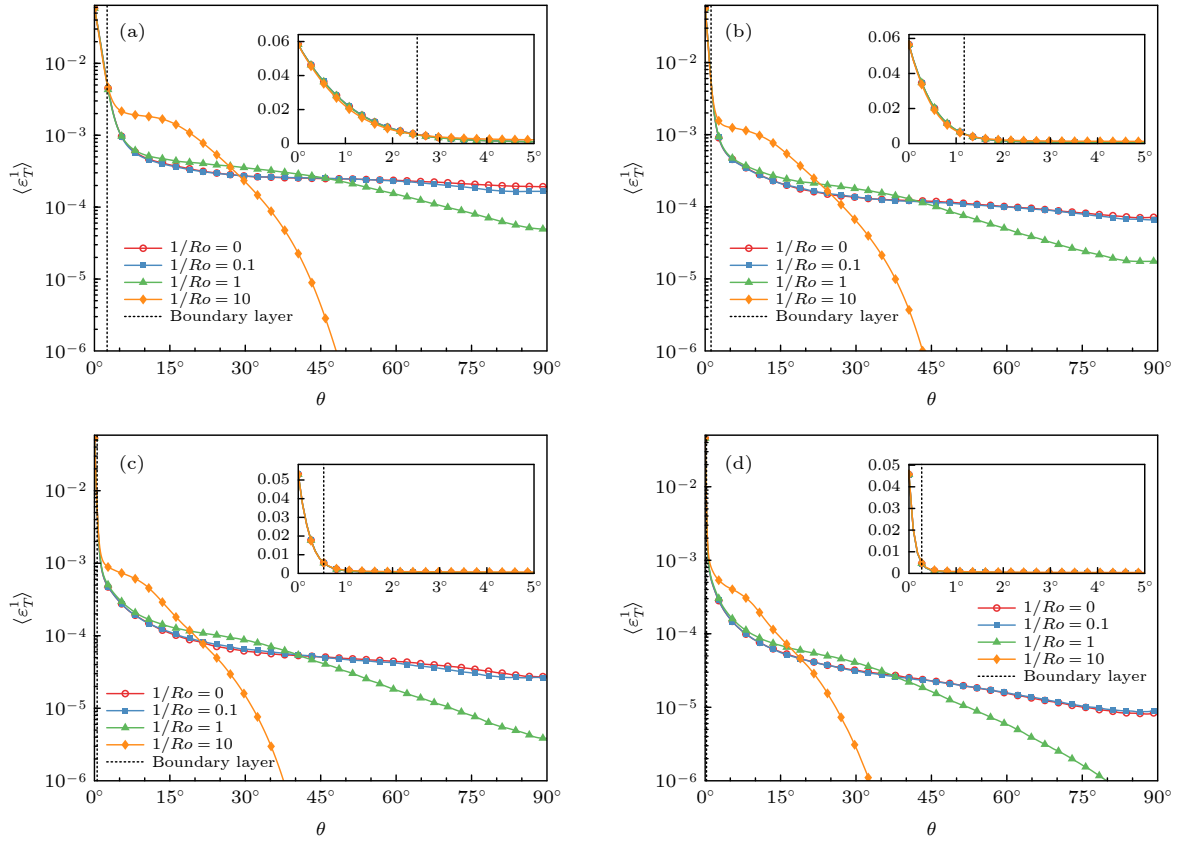 (a)
10⁻²
10⁻³
10⁻⁴
10⁻⁵
10⁻⁶
⟨ε_T^1⟩
0.06
0.04
0.02
0
0° 1° 2° 3° 4° 5°
1/Ro = 0
1/Ro = 0.1
1/Ro = 1
1/Ro = 10
Boundary layer
0° 15° 30° 45° 60° 75° 90°
θ
(b)
10⁻²
10⁻³
10⁻⁴
10⁻⁵
10⁻⁶
⟨ε_T^1⟩
0.06
0.04
0.02
0
0° 1° 2° 3° 4° 5°
1/Ro = 0
1/Ro = 0.1
1/Ro = 1
1/Ro = 10
Boundary layer
0° 15° 30° 45° 60° 75° 90°
θ
(c)
10⁻²
10⁻³
10⁻⁴
10⁻⁵
10⁻⁶
⟨ε_T^1⟩
0.05
0.04
0.03
0.02
0.01
0
0° 1° 2° 3° 4° 5°
1/Ro = 0
1/Ro = 0.1
1/Ro = 1
1/Ro = 10
Boundary layer
0° 15° 30° 45° 60° 75° 90°
θ
(d)
10⁻²
10⁻³
10⁻⁴
10⁻⁵
10⁻⁶
⟨ε_T^1⟩
0.05
0.04
0.03
0.02
0.01
0
0° 1° 2° 3° 4° 5°
1/Ro = 0
1/Ro = 0.1
1/Ro = 1
1/Ro = 10
Boundary layer
0° 15° 30° 45° 60° 75° 90°
θ